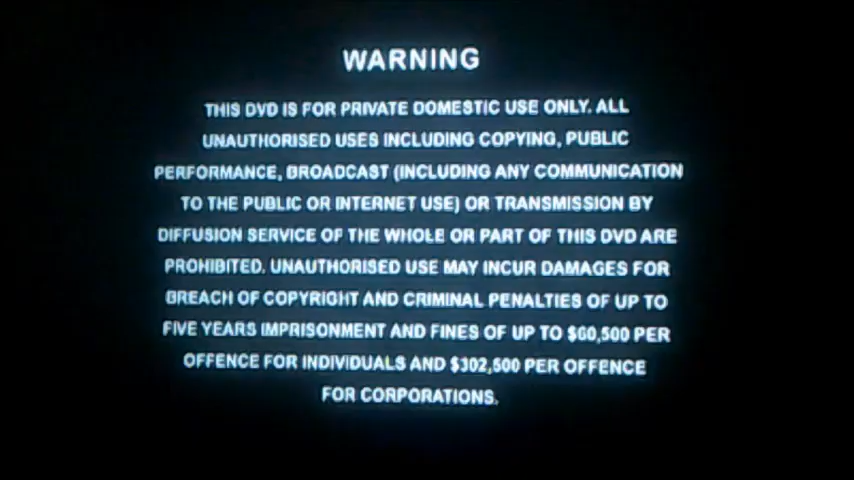 WARNING
THIS DVD IS FOR PRIVATE DOMESTIC USE ONLY. ALL
UNAUTHORISED USES INCLUDING COPYING, PUBLIC
PERFORMANCE, BROADCAST (INCLUDING ANY COMMUNICATION
TO THE PUBLIC OR INTERNET USE) OR TRANSMISSION BY
DIFFUSION SERVICE OF THE WHOLE OR PART OF THIS DVD ARE
PROHIBITED. UNAUTHORISED USE MAY INCUR DAMAGES FOR
BREACH OF COPYRIGHT AND CRIMINAL PENALTIES OF UP TO
FIVE YEARS IMPRISONMENT AND FINES OF UP TO $60,500 PER
OFFENCE FOR INDIVIDUALS AND $302,500 PER OFFENCE
FOR CORPORATIONS.